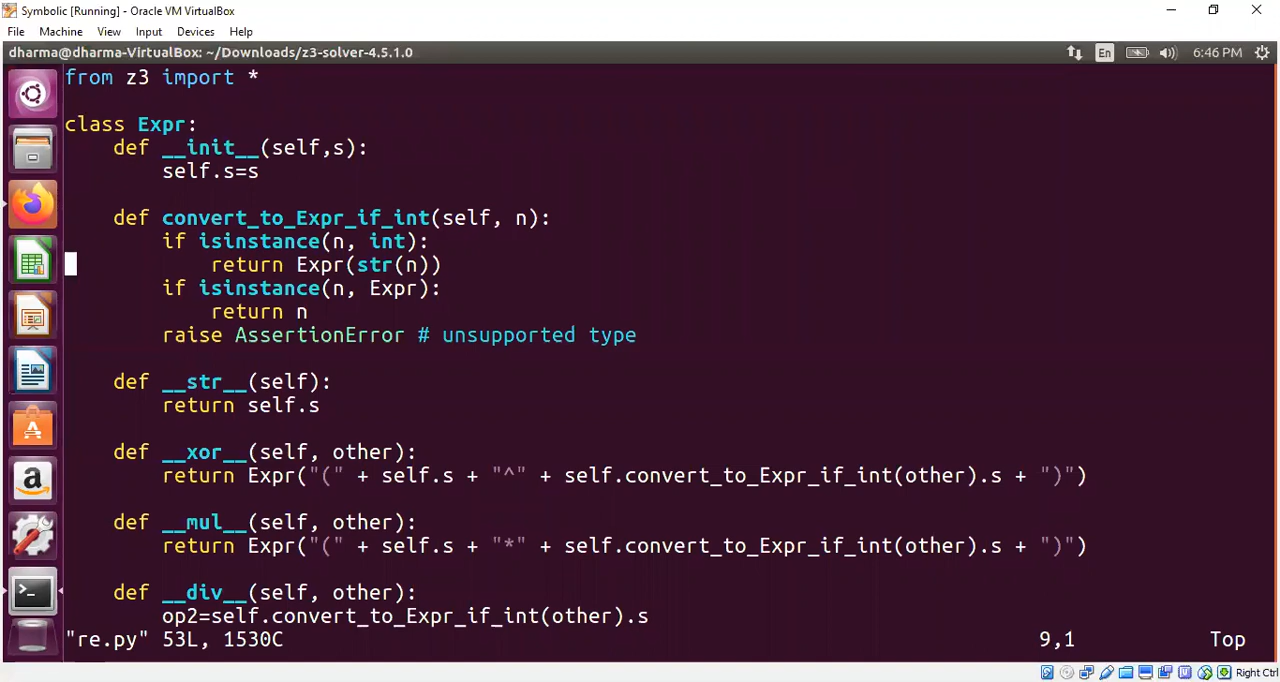 Symbolic [Running] - Oracle VM VirtualBox
File Machine View Input Devices Help
dharma@dharma-VirtualBox: ~/Downloads/z3-solver-4.5.1.0 En 6:46 PM
from z3 import *
class Expr:
    def __init__(self,s):
        self.s=s
    def convert_to_Expr_if_int(self, n):
        if isinstance(n, int):
            return Expr(str(n))
        if isinstance(n, Expr):
            return n
        raise AssertionError # unsupported type
    def __str__(self):
        return self.s
    def __xor__(self, other):
        return Expr("(" + self.s + "^" + self.convert_to_Expr_if_int(other).s + ")")
    def __mul__(self, other):
        return Expr("(" + self.s + "*" + self.convert_to_Expr_if_int(other).s + ")")
    def __div__(self, other):
        op2=self.convert_to_Expr_if_int(other).s
"re.py" 53L, 1530C 9,1 Top
Right Ctrl